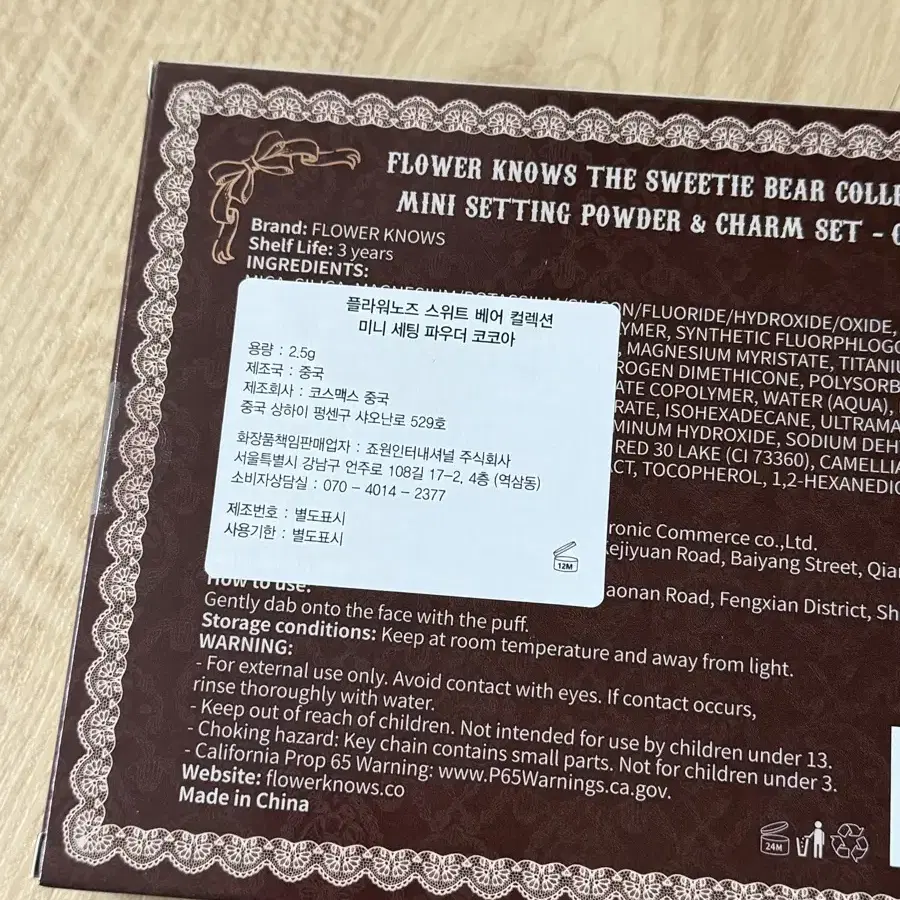 FLOWER KNOWS THE SWEETIE BEAR COLLE
MINI SETTING POWDER & CHARM SET - C
Brand: FLOWER KNOWS
Shelf Life: 3 years
INGREDIENTS:
N/FLUORIDE/HYDROXIDE/OXIDE,
YMER, SYNTHETIC FLUORPHLOGO
, MAGNESIUM MYRISTATE, TITANIU
ROGEN DIMETHICONE, POLYSORB
ATE COPOLYMER, WATER (AQUA),
RATE, ISOHEXADECANE, ULTRAMA
MINUM HYDROXIDE, SODIUM DEH
RED 30 LAKE (CI 73360), CAMELLIA
ACT, TOCOPHEROL, 1,2-HEXANEDIO
플라워노즈 스위트 베어 컬렉션
미니 세팅 파우더 코코아
용량 : 2.5g
제조국 : 중국
제조회사 : 코스맥스 중국
중국 상하이 펑센구 샤오난로 529호
화장품책임판매업자 : 죠원인터내셔널 주식회사
서울특별시 강남구 언주로 108길 17-2, 4층 (역삼동)
소비자상담실 : 070 - 4014 - 2377
제조번호 : 별도표시
사용기한 : 별도표시
12M
ronic Commerce co.,Ltd.
Kejiyuan Road, Baiyang Street, Qian
aonan Road, Fengxian District, Sh
How to use:
Gently dab onto the face with the puff.
Storage conditions: Keep at room temperature and away from light.
WARNING:
- For external use only. Avoid contact with eyes. If contact occurs,
rinse thoroughly with water.
- Keep out of reach of children. Not intended for use by children under 13.
- Choking hazard: Key chain contains small parts. Not for children under 3.
- California Prop 65 Warning: www.P65Warnings.ca.gov.
Website: flowerknows.co
Made in China
24M